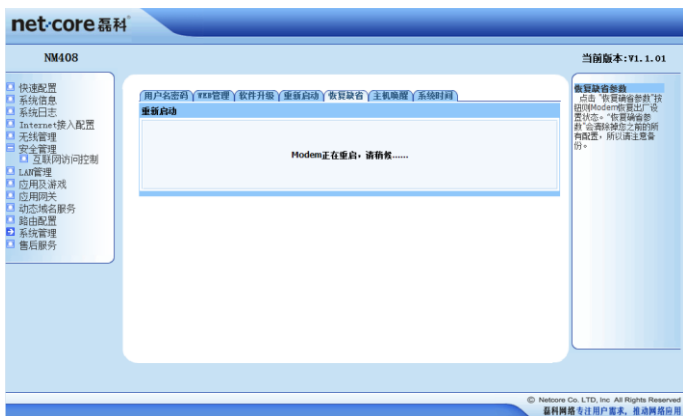 net·core 磊科
NM408
当前版本:V1.1.01
快速配置
系统信息
系统日志
Internet接入配置
无线管理
安全管理
互联网访问控制
LAN管理
应用及游戏
应用网关
动态域名服务
路由配置
系统管理
售后服务
用户名密码 WEB管理 软件升级 重新启动 恢复缺省 主机唤醒 系统时间
重新启动
Modem正在重启，请稍候......
恢复缺省参数
点击“恢复缺省参数”按
钮则Modem恢复出厂设
置状态。“恢复缺省参
数”会清除掉您之前的所
有配置，所以请注意备
份。
© Netcore Co. LTD, Inc All Rights Reserved
磊科网络专注用户需求，推动网络应用